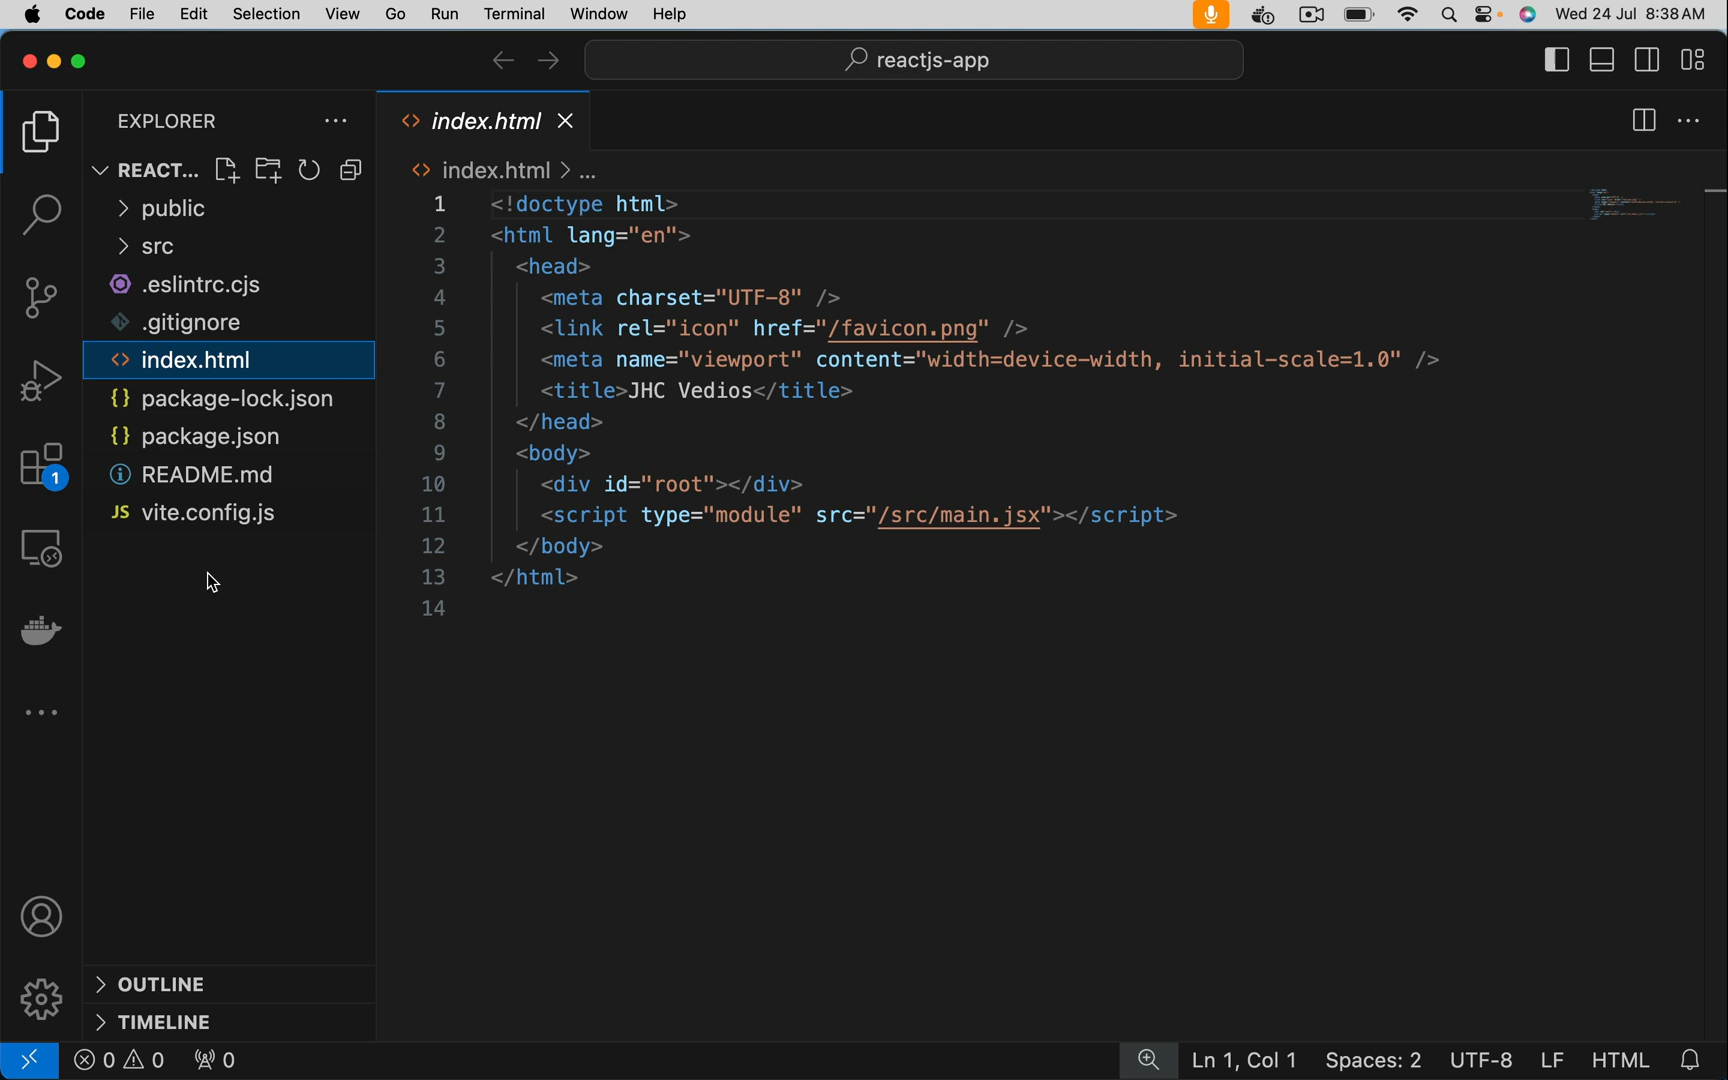 Code File Edit Selection View Go Run Terminal Window Help Wed 24 Jul 8:38 AM
reactjs-app
EXPLORER
index.html
REACT...
index.html > ...
public
src
.eslintrc.cjs
.gitignore
index.html
package-lock.json
package.json
README.md
JS vite.config.js
1
OUTLINE
TIMELINE
1 <!doctype html>
2 <html lang="en">
3 <head>
4 <meta charset="UTF-8" />
5 <link rel="icon" href="/favicon.png" />
6 <meta name="viewport" content="width=device-width, initial-scale=1.0" />
7 <title>JHC Vedios</title>
8 </head>
9 <body>
10 <div id="root"></div>
11 <script type="module" src="/src/main.jsx"></script>
12 </body>
13 </html>
14
0 0 0 Ln 1, Col 1 Spaces: 2 UTF-8 LF HTML